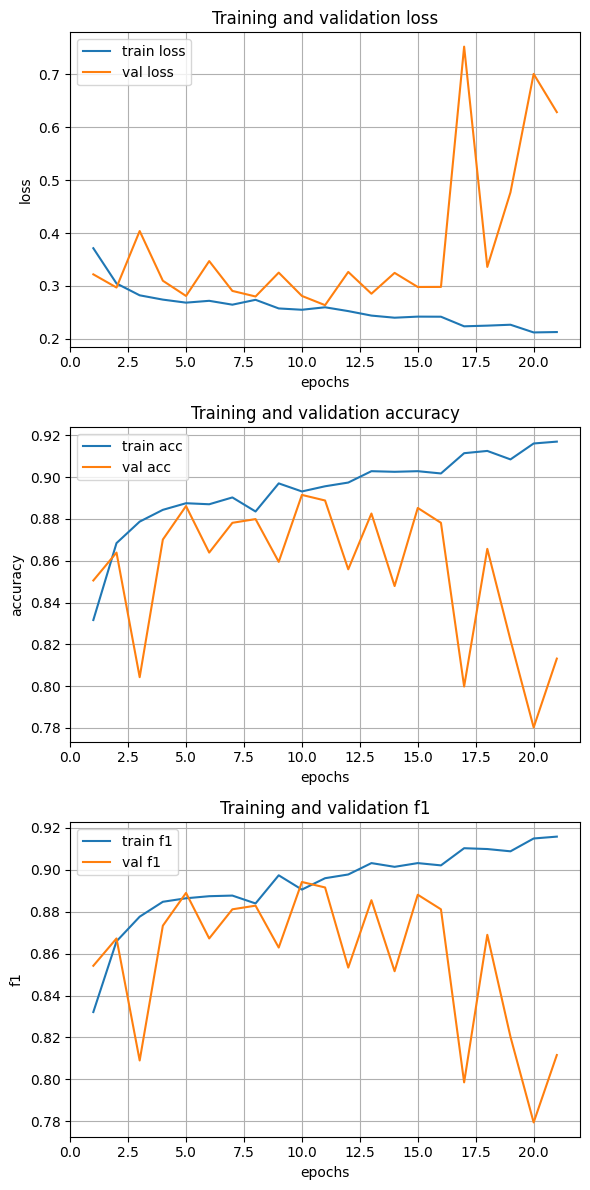 Training and validation loss
train loss
val loss
0.7
0.6
0.5
0.4
0.3
0.2
loss
0.0 2.5 5.0 7.5 10.0 12.5 15.0 17.5 20.0
epochs
Training and validation accuracy
train acc
val acc
0.92
0.90
0.88
0.86
0.84
0.82
0.80
0.78
accuracy
0.0 2.5 5.0 7.5 10.0 12.5 15.0 17.5 20.0
epochs
Training and validation f1
train f1
val f1
0.92
0.90
0.88
0.86
0.84
0.82
0.80
0.78
f1
0.0 2.5 5.0 7.5 10.0 12.5 15.0 17.5 20.0
epochs